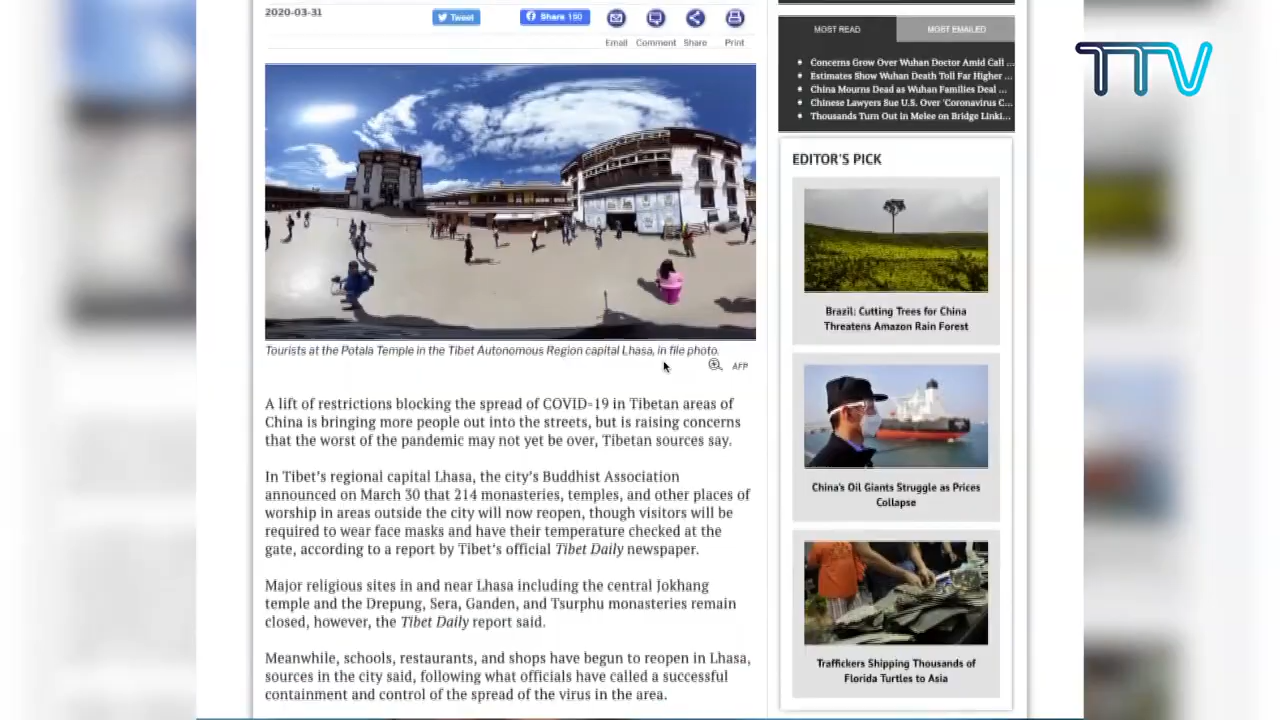 2020-03-31
Tweet
Share 150
Email Comment Share Print
Tourists at the Potala Temple in the Tibet Autonomous Region capital Lhasa, in file photo.
AFP
A lift of restrictions blocking the spread of COVID-19 in Tibetan areas of
China is bringing more people out into the streets, but is raising concerns
that the worst of the pandemic may not yet be over, Tibetan sources say.
In Tibet's regional capital Lhasa, the city's Buddhist Association
announced on March 30 that 214 monasteries, temples, and other places of
worship in areas outside the city will now reopen, though visitors will be
required to wear face masks and have their temperature checked at the
gate, according to a report by Tibet's official Tibet Daily newspaper.
Major religious sites in and near Lhasa including the central Jokhang
temple and the Drepung, Sera, Ganden, and Tsurphu monasteries remain
closed, however, the Tibet Daily report said.
Meanwhile, schools, restaurants, and shops have begun to reopen in Lhasa,
sources in the city said, following what officials have called a successful
containment and control of the spread of the virus in the area.
MOST READ MOST EMAILED
Concerns Grow Over Wuhan Doctor Amid Call ...
Estimates Show Wuhan Death Toll Far Higher ...
China Mourns Dead as Wuhan Families Deal ...
Chinese Lawyers Sue U.S. Over 'Coronavirus C...
Thousands Turn Out in Melee on Bridge Linki...
EDITOR'S PICK
Brazil: Cutting Trees for China
Threatens Amazon Rain Forest
China's Oil Giants Struggle as Prices
Collapse
Traffickers Shipping Thousands of
Florida Turtles to Asia
TTV